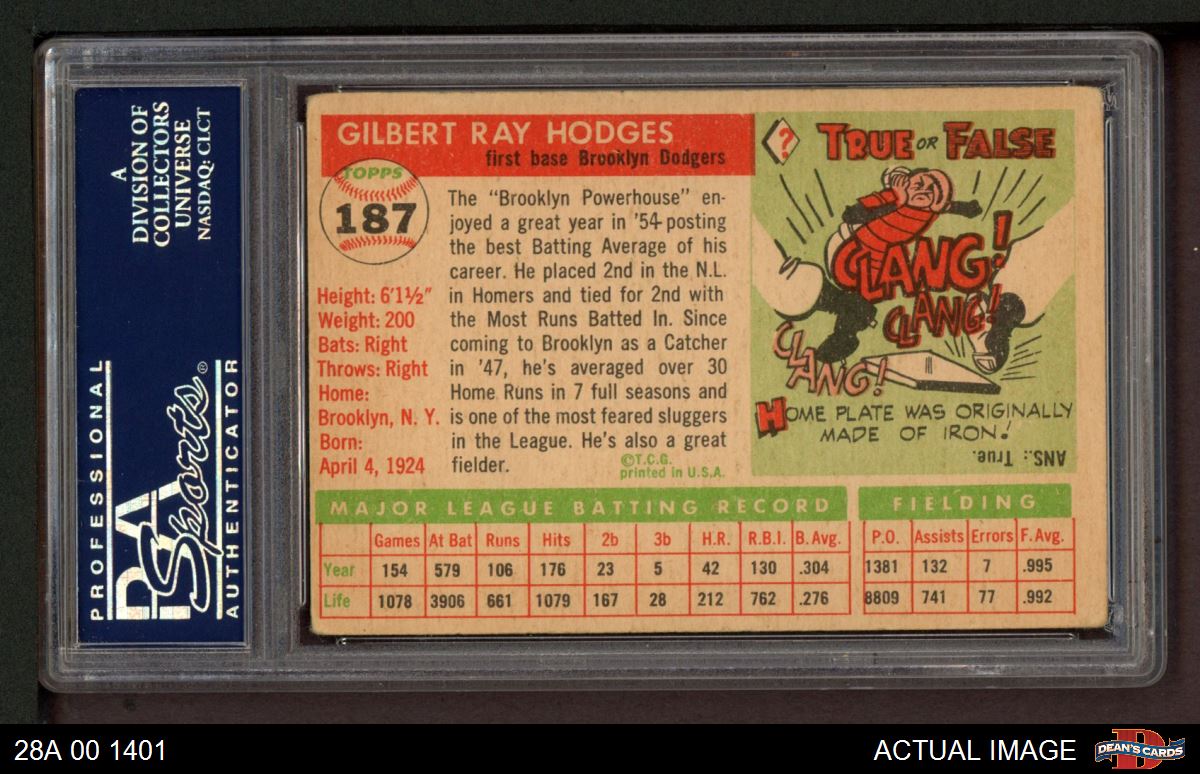 A
DIVISION OF
COLLECTORS
UNIVERSE
NASDAQ: CLCT
PROFESSIONAL
PSA Sports®
AUTHENTICATOR
GILBERT RAY HODGES
first base Brooklyn Dodgers
TOPPS
187
Height: 6'1½"
Weight: 200
Bats: Right
Throws: Right
Home:
Brooklyn, N. Y.
Born:
April 4, 1924
The "Brooklyn Powerhouse" en-
joyed a great year in '54 posting
the best Batting Average of his
career. He placed 2nd in the N.L.
in Homers and tied for 2nd with
the Most Runs Batted In. Since
coming to Brooklyn as a Catcher
in '47, he's averaged over 30
Home Runs in 7 full seasons and
is one of the most feared sluggers
in the League. He's also a great
fielder.
©T.C.G.
printed in U.S.A.
? TRUE OR FALSE
CLANG!
CLANG!
CLANG!
HOME PLATE WAS ORIGINALLY
MADE OF IRON!
ANS.: True.
MAJOR LEAGUE BATTING RECORD FIELDING
Games At Bat Runs Hits 2b 3b H.R. R.B.I. B. Avg. P.O. Assists Errors F. Avg.
Year 154 579 106 176 23 5 42 130 .304 1381 132 7 .995
Life 1078 3906 661 1079 167 28 212 762 .276 8809 741 77 .992
28A 00 1401 ACTUAL IMAGE D DEAN'S CARDS